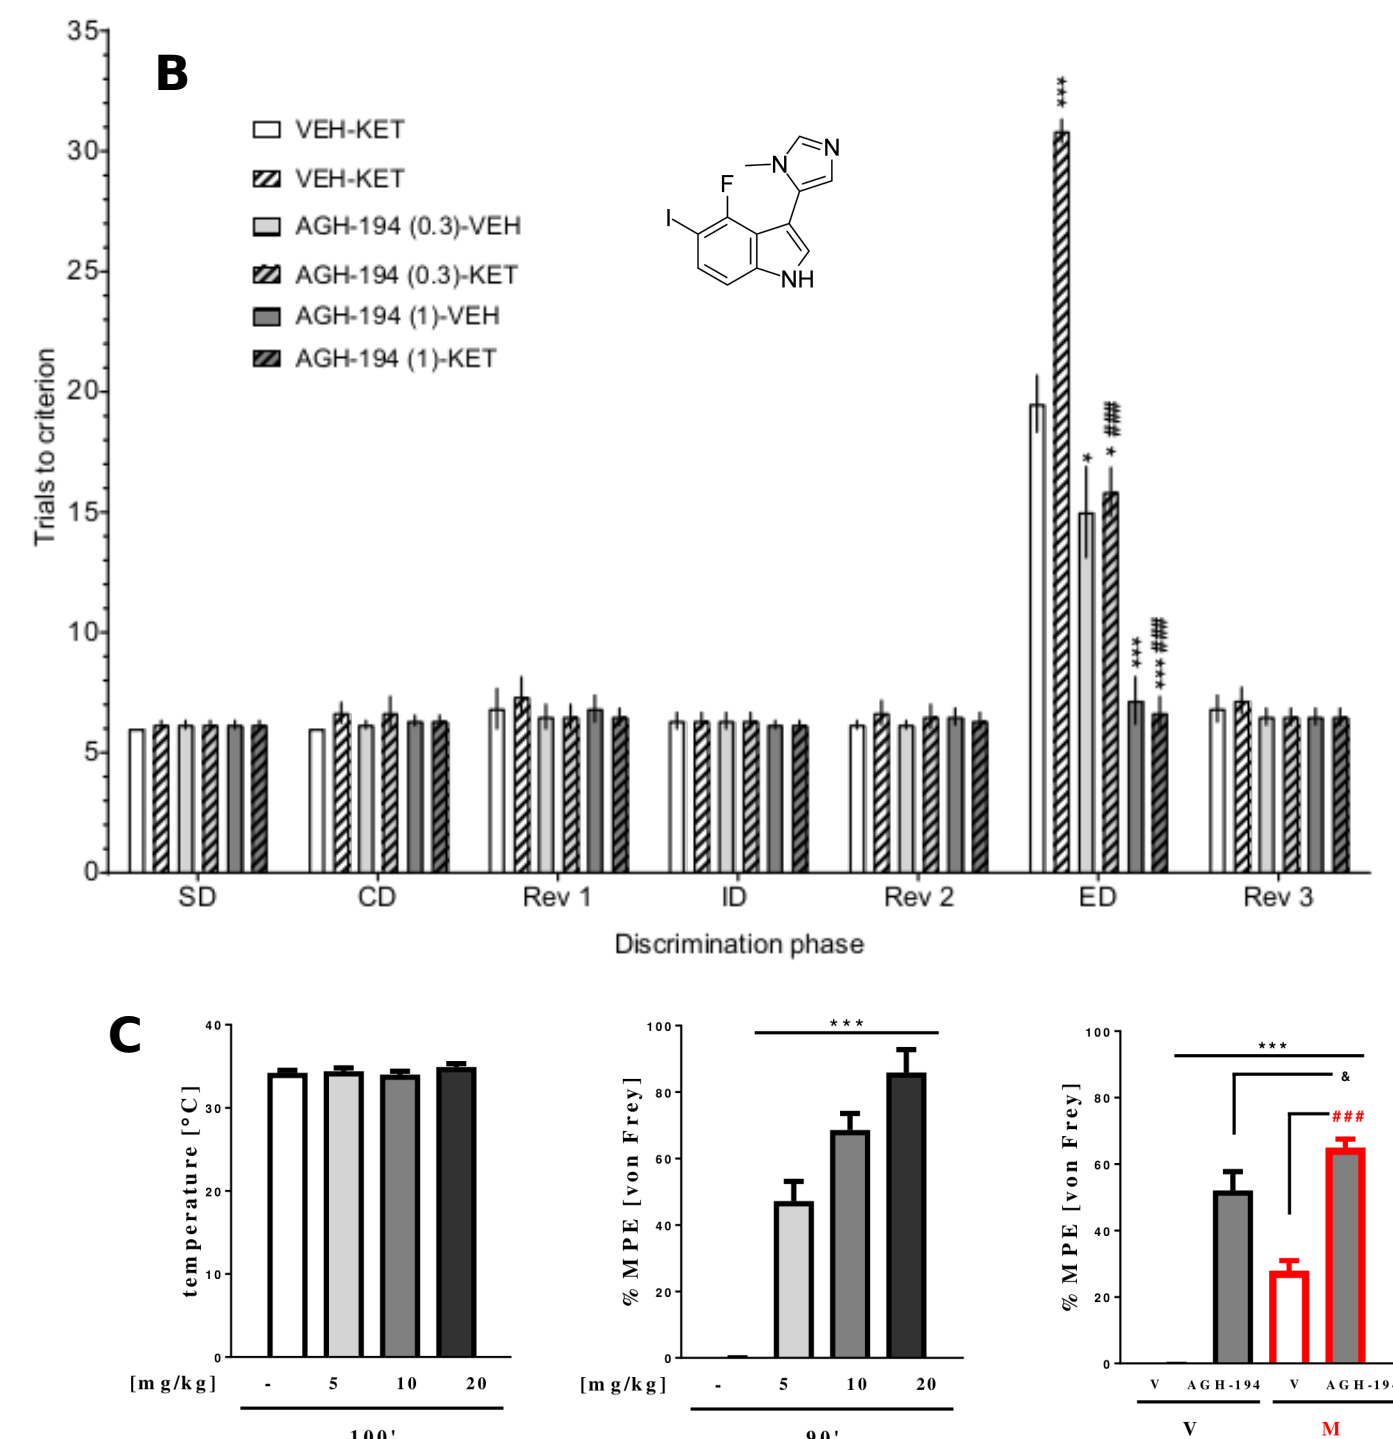 B
35
30
25
20
15
10
5
0
Trials to criterion
VEH-KET
VEH-KET
AGH-194 (0.3)-VEH
AGH-194 (0.3)-KET
AGH-194 (1)-VEH
AGH-194 (1)-KET
N
N
F
I
NH
***
*
* ###
***
*** ###
SD CD Rev 1 ID Rev 2 ED Rev 3
Discrimination phase
C
temperature [°C]
40
30
20
10
0
[mg/kg] - 5 10 20
100'
% MPE [von Frey]
100
80
60
40
20
0
***
[mg/kg] - 5 10 20
90'
% MPE [von Frey]
100
80
60
40
20
0
***
&
###
V AGH-194 V AGH-194
V M